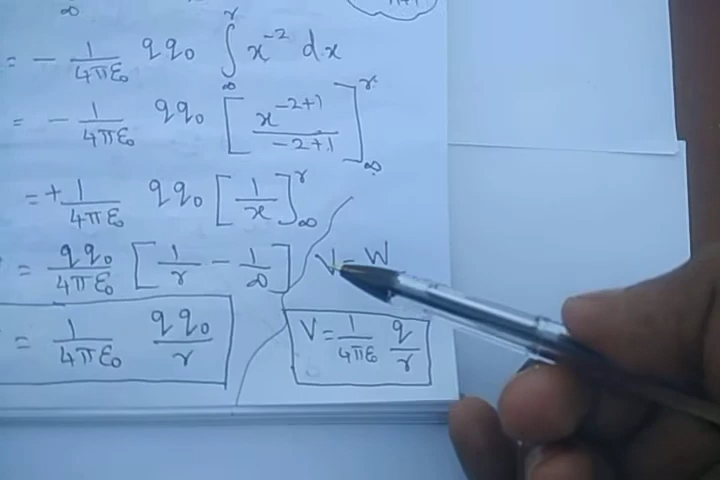 ∞
= - 1/4πε₀ qq₀ ∫_∞^r x⁻² dx
= - 1/4πε₀ qq₀ [x⁻²⁺¹/-2+1]_∞^r
= + 1/4πε₀ qq₀ [1/x]_∞^r
= qq₀/4πε₀ [1/r - 1/∞]
V = W
= 1/4πε₀ qq₀/r
V = 1/4πε₀ q/r